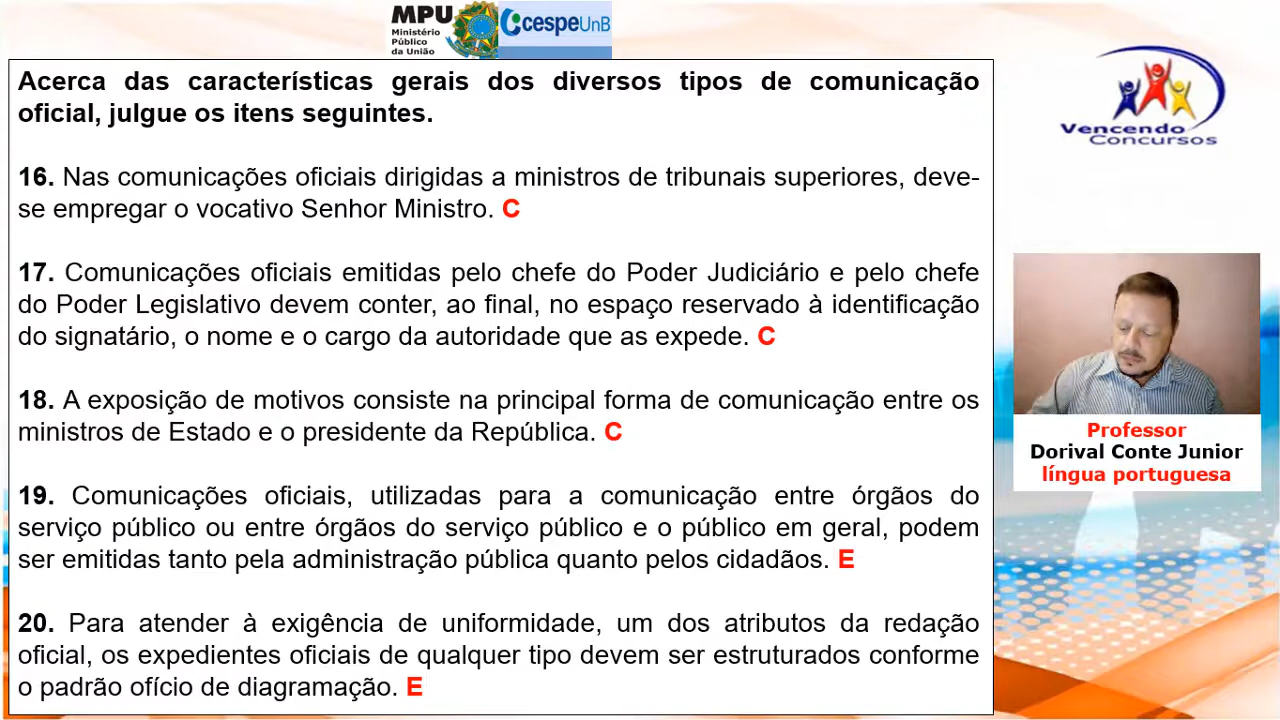 MPU
Ministério
Público
da União
cespeUnB
Acerca das características gerais dos diversos tipos de comunicação
oficial, julgue os itens seguintes.
16. Nas comunicações oficiais dirigidas a ministros de tribunais superiores, deve-
se empregar o vocativo Senhor Ministro. C
17. Comunicações oficiais emitidas pelo chefe do Poder Judiciário e pelo chefe
do Poder Legislativo devem conter, ao final, no espaço reservado à identificação
do signatário, o nome e o cargo da autoridade que as expede. C
18. A exposição de motivos consiste na principal forma de comunicação entre os
ministros de Estado e o presidente da República. C
19. Comunicações oficiais, utilizadas para a comunicação entre órgãos do
serviço público ou entre órgãos do serviço público e o público em geral, podem
ser emitidas tanto pela administração pública quanto pelos cidadãos. E
20. Para atender à exigência de uniformidade, um dos atributos da redação
oficial, os expedientes oficiais de qualquer tipo devem ser estruturados conforme
o padrão ofício de diagramação. E
Vencendo
Concursos
Professor
Dorival Conte Junior
língua portuguesa